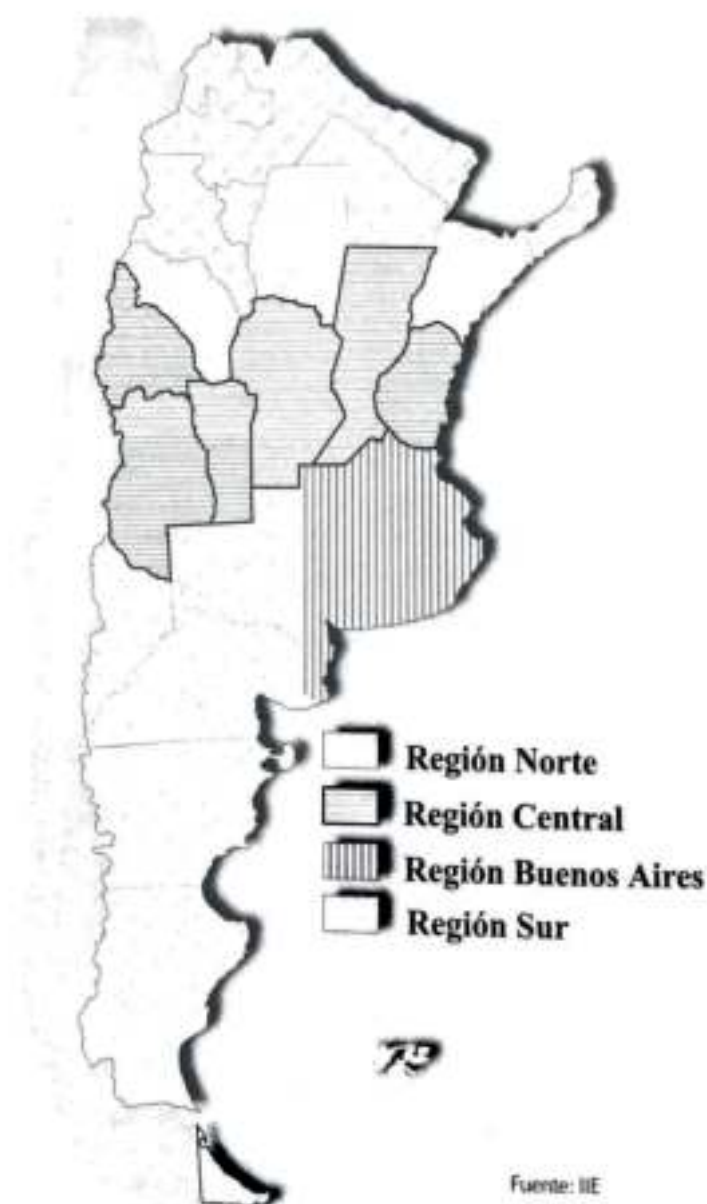 Región Norte
Región Central
Región Buenos Aires
Región Sur
Fuente: IIE